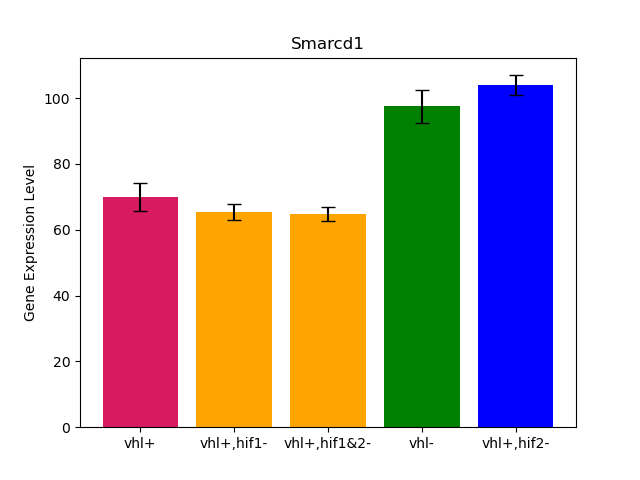 Smarcd1
Gene Expression Level
100
80
60
40
20
0
vhl+
vhl+,hif1-
vhl+,hif1&2-
vhl-
vhl+,hif2-